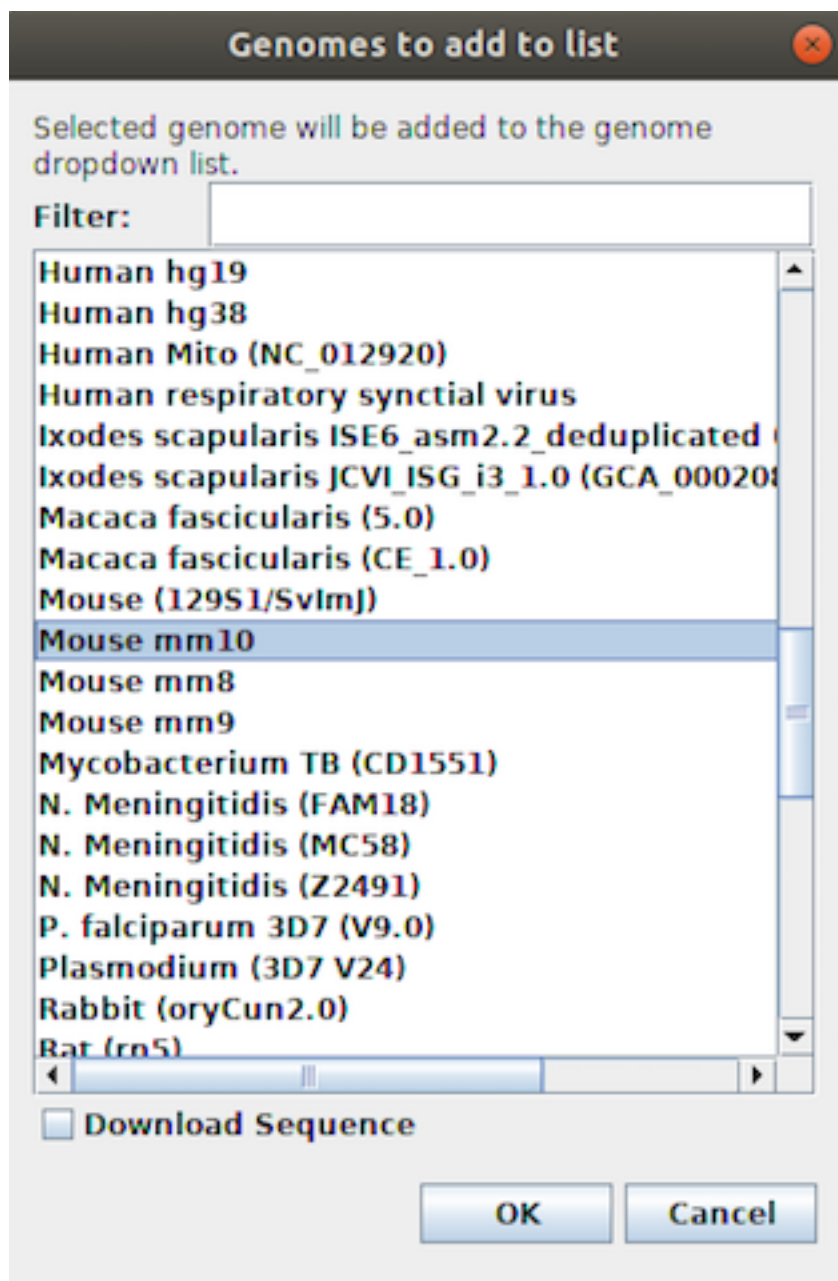 Genomes to add to list
Selected genome will be added to the genome
dropdown list.
Filter:
Human hg19
Human hg38
Human Mito (NC_012920)
Human respiratory synctial virus
Ixodes scapularis ISE6_asm2.2_deduplicated
Ixodes scapularis JCVI_ISG_i3_1.0 (GCA_000208
Macaca fascicularis (5.0)
Macaca fascicularis (CE_1.0)
Mouse (129S1/SvImJ)
Mouse mm10
Mouse mm8
Mouse mm9
Mycobacterium TB (CD1551)
N. Meningitidis (FAM18)
N. Meningitidis (MC58)
N. Meningitidis (Z2491)
P. falciparum 3D7 (V9.0)
Plasmodium (3D7 V24)
Rabbit (oryCun2.0)
Rat (rn5)
Download Sequence
OK Cancel